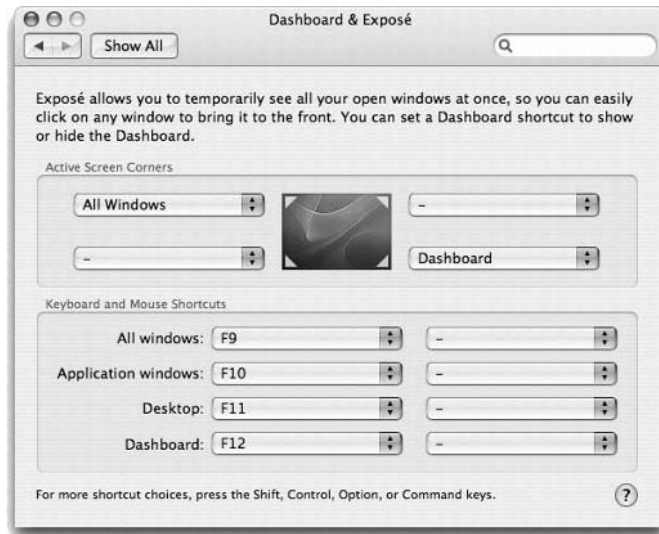 Dashboard & Exposé
Show All
Exposé allows you to temporarily see all your open windows at once, so you can easily
click on any window to bring it to the front. You can set a Dashboard shortcut to show
or hide the Dashboard.
Active Screen Corners
All Windows –
– Dashboard
Keyboard and Mouse Shortcuts
All windows: F9 –
Application windows: F10 –
Desktop: F11 –
Dashboard: F12 –
For more shortcut choices, press the Shift, Control, Option, or Command keys. ?